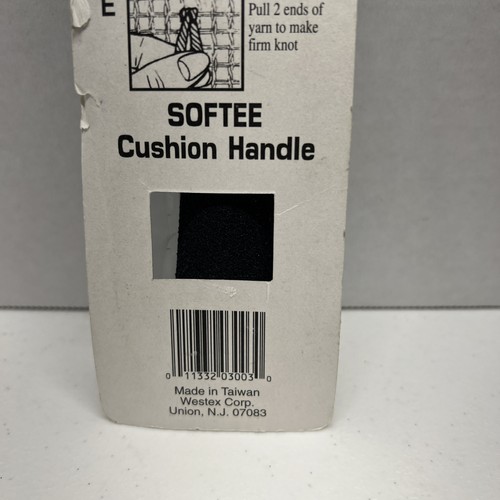 E
Pull 2 ends of
yarn to make
firm knot
SOFTEE
Cushion Handle
0 11332 03003 0
Made in Taiwan
Westex Corp.
Union, N.J. 07083